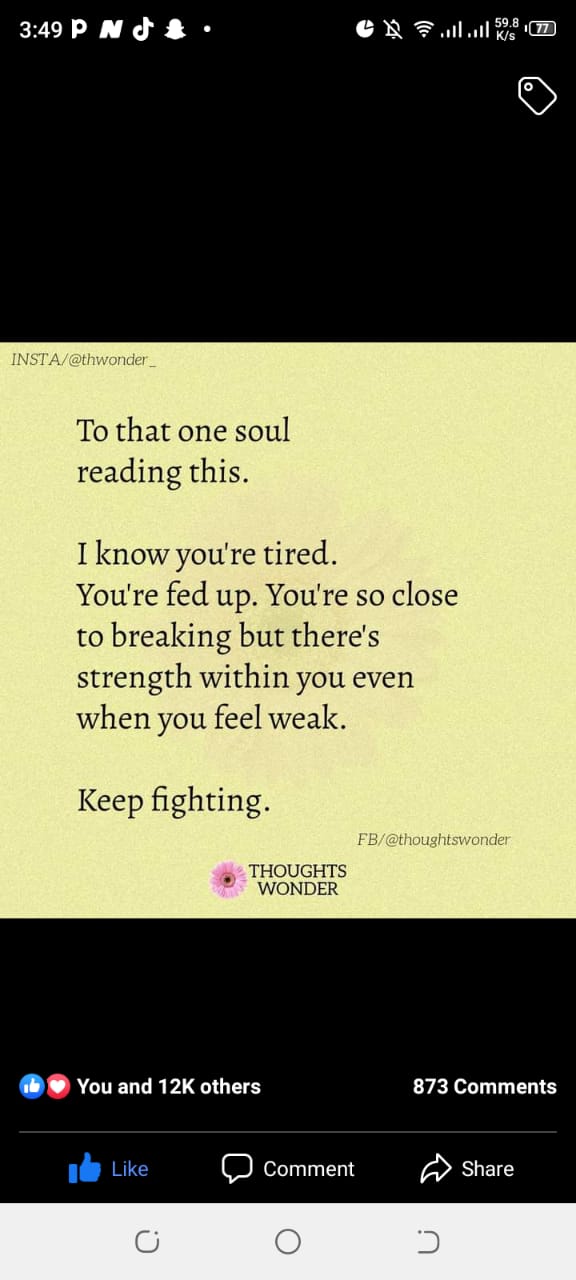 3:49
59.8
K/s
77
INSTA/@thwonder_
To that one soul
reading this.
I know you're tired.
You're fed up. You're so close
to breaking but there's
strength within you even
when you feel weak.
Keep fighting.
FB/@thoughtswonder
THOUGHTS
WONDER
You and 12K others
873 Comments
Like
Comment
Share